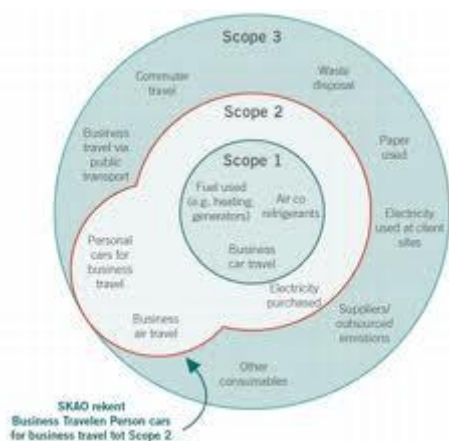 Scope 3
Commuter
travel
Waste
disposal
Business
travel via
public
transport
Scope 2
Paper
used
Scope 1
Fuel used
(e.g., heating,
generators)
Air co
refrigerants
Business
car travel
Electricity
used at client
sites
Personal
cars for
business
travel
Electricity
purchased
Business
air travel
Suppliers/
outsourced
emissions
Other
consumables
SKAO rekent
Business Travelen Person cars
for business travel tot Scope 2